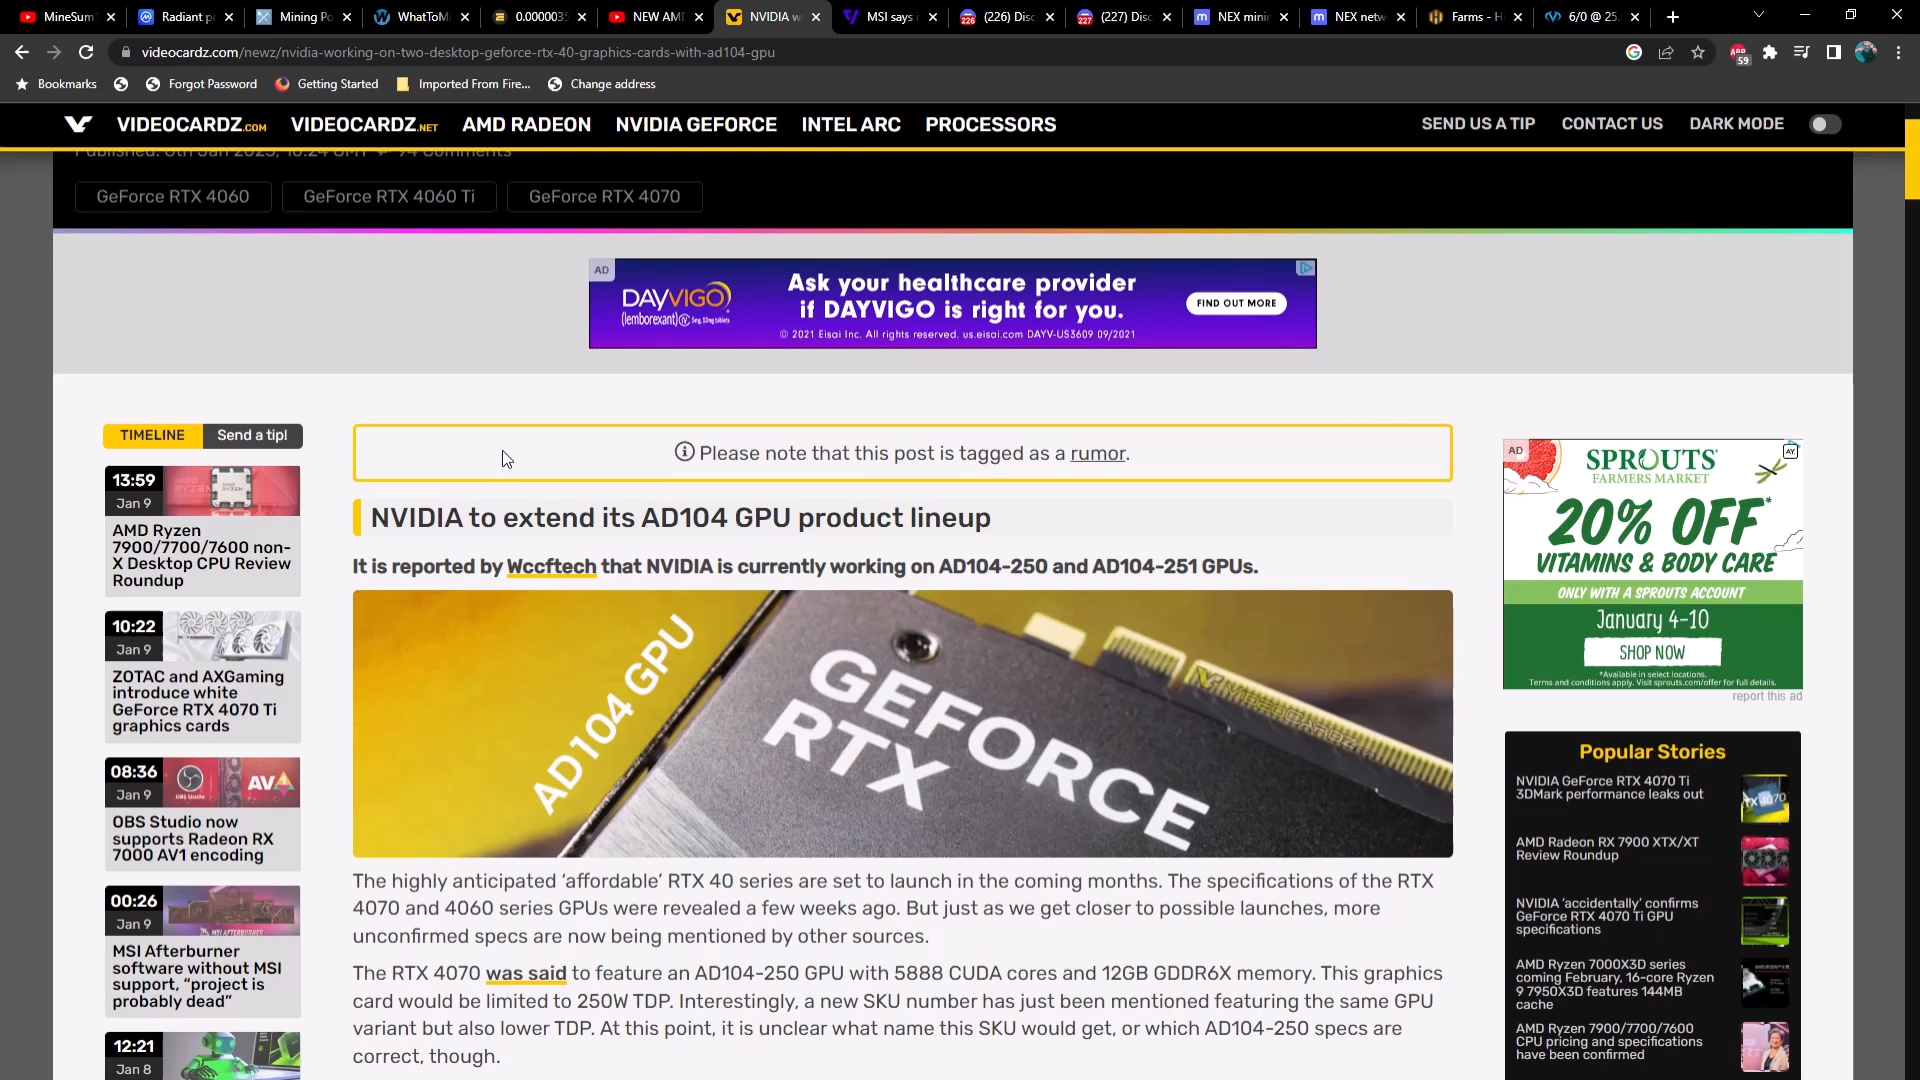 MineSum
Radiant p
Mining Po
WhatToMi
0.0000035
NEW AMD
NVIDIA w
MSI says i
(226) Disc
(227) Disc
NEX mini
NEX netw
Farms - H
6/0 @ 25.
videocardz.com/newz/nvidia-working-on-two-desktop-geforce-rtx-40-graphics-cards-with-ad104-gpu
59
Bookmarks
Forgot Password
Getting Started
Imported From Fire...
Change address
VIDEOCARDZ.COM
VIDEOCARDZ.NET
AMD RADEON
NVIDIA GEFORCE
INTEL ARC
PROCESSORS
SEND US A TIP
CONTACT US
DARK MODE
GeForce RTX 4060
GeForce RTX 4060 Ti
GeForce RTX 4070
AD
DAYVIGO
(lemborexant) CIV 5mg, 10mg tablets
Ask your healthcare provider
if DAYVIGO is right for you.
© 2021 Eisai Inc. All rights reserved. us.eisai.com DAYV-US3609 09/2021
FIND OUT MORE
TIMELINE
Send a tip!
13:59
Jan 9
AMD Ryzen
7900/7700/7600 non-
X Desktop CPU Review
Roundup
10:22
Jan 9
ZOTAC and AXGaming
introduce white
GeForce RTX 4070 Ti
graphics cards
08:36
Jan 9
OBS Studio
AV1
OBS Studio now
supports Radeon RX
7000 AV1 encoding
00:26
Jan 9
MSI AFTERBURNER
MSI Afterburner
software without MSI
support, “project is
probably dead”
12:21
Jan 8
Please note that this post is tagged as a rumor.
NVIDIA to extend its AD104 GPU product lineup
It is reported by Wccftech that NVIDIA is currently working on AD104-250 and AD104-251 GPUs.
AD104 GPU
GEFORCE
RTX
VIDEOCARDZ
The highly anticipated ‘affordable’ RTX 40 series are set to launch in the coming months. The specifications of the RTX
4070 and 4060 series GPUs were revealed a few weeks ago. But just as we get closer to possible launches, more
unconfirmed specs are now being mentioned by other sources.
The RTX 4070 was said to feature an AD104-250 GPU with 5888 CUDA cores and 12GB GDDR6X memory. This graphics
card would be limited to 250W TDP. Interestingly, a new SKU number has just been mentioned featuring the same GPU
variant but also lower TDP. At this point, it is unclear what name this SKU would get, or which AD104-250 specs are
correct, though.
AD
SPROUTS
FARMERS MARKET
20% OFF*
VITAMINS & BODY CARE
ONLY WITH A SPROUTS ACCOUNT
January 4-10
SHOP NOW
*Available in select locations.
Terms and conditions apply. Visit sprouts.com/offer for full details.
report this ad
Popular Stories
NVIDIA GeForce RTX 4070 Ti
3DMark performance leaks out
AMD Radeon RX 7900 XTX/XT
Review Roundup
NVIDIA ‘accidentally’ confirms
GeForce RTX 4070 Ti GPU
specifications
AMD Ryzen 7000X3D series
coming February, 16-core Ryzen
9 7950X3D features 144MB
cache
AMD Ryzen 7900/7700/7600
CPU pricing and specifications
have been confirmed